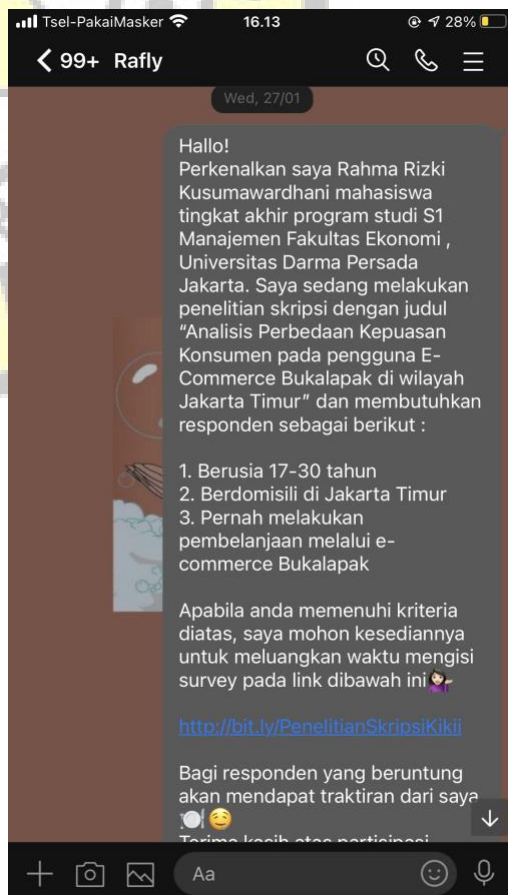 Tsel-PakaiMasker 16.13 28%
99+ Rafly
Wed, 27/01
Hallo!
Perkenalkan saya Rahma Rizki
Kusumawardhani mahasiswa
tingkat akhir program studi S1
Manajemen Fakultas Ekonomi ,
Universitas Darma Persada
Jakarta. Saya sedang melakukan
penelitian skripsi dengan judul
“Analisis Perbedaan Kepuasan
Konsumen pada pengguna E-
Commerce Bukalapak di wilayah
Jakarta Timur” dan membutuhkan
responden sebagai berikut :
1. Berusia 17-30 tahun
2. Berdomisili di Jakarta Timur
3. Pernah melakukan
pembelanjaan melalui e-
commerce Bukalapak
Apabila anda memenuhi kriteria
diatas, saya mohon kesediannya
untuk meluangkan waktu mengisi
survey pada link dibawah ini💁🏻‍♀️
http://bit.ly/PenelitianSkripsiKikii
Bagi responden yang beruntung
akan mendapat traktiran dari saya
🍽️🤤
Terima kasih atas partisipasi
Aa